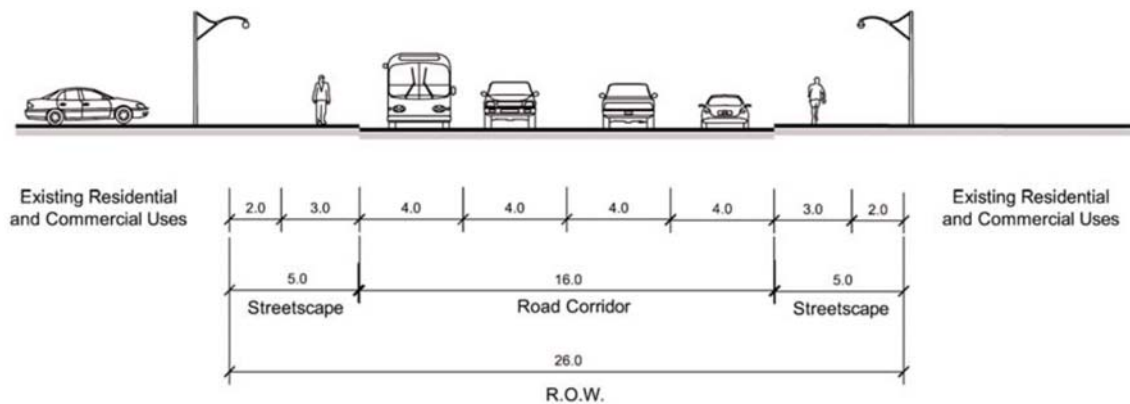 Existing Residential
and Commercial Uses
2.0 3.0 4.0 4.0 4.0 4.0 3.0 2.0
Existing Residential
and Commercial Uses
5.0 16.0 5.0
Streetscape Road Corridor Streetscape
26.0
R.O.W.